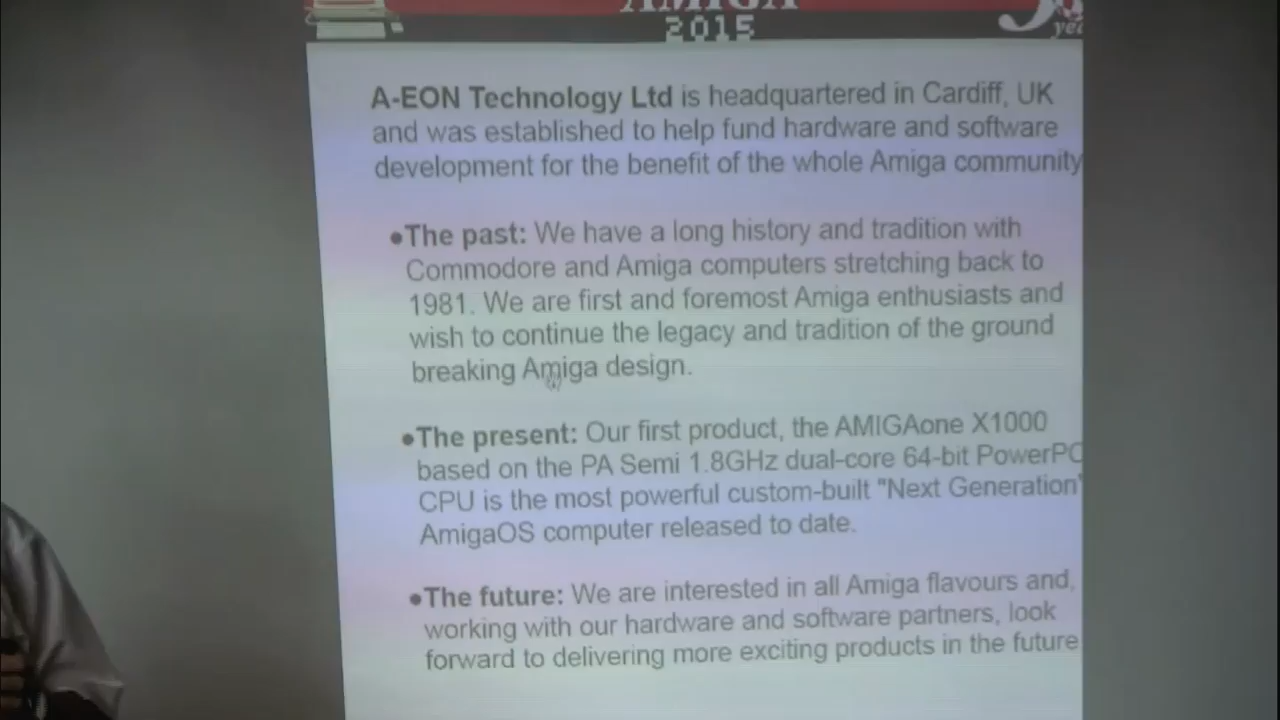 AMIGA
2015
A-EON Technology Ltd is headquartered in Cardiff, UK
and was established to help fund hardware and software
development for the benefit of the whole Amiga community
●The past: We have a long history and tradition with
Commodore and Amiga computers stretching back to
1981. We are first and foremost Amiga enthusiasts and
wish to continue the legacy and tradition of the ground
breaking Amiga design.
●The present: Our first product, the AMIGAone X1000
based on the PA Semi 1.8GHz dual-core 64-bit PowerPC
CPU is the most powerful custom-built "Next Generation"
AmigaOS computer released to date.
●The future: We are interested in all Amiga flavours and,
working with our hardware and software partners, look
forward to delivering more exciting products in the future